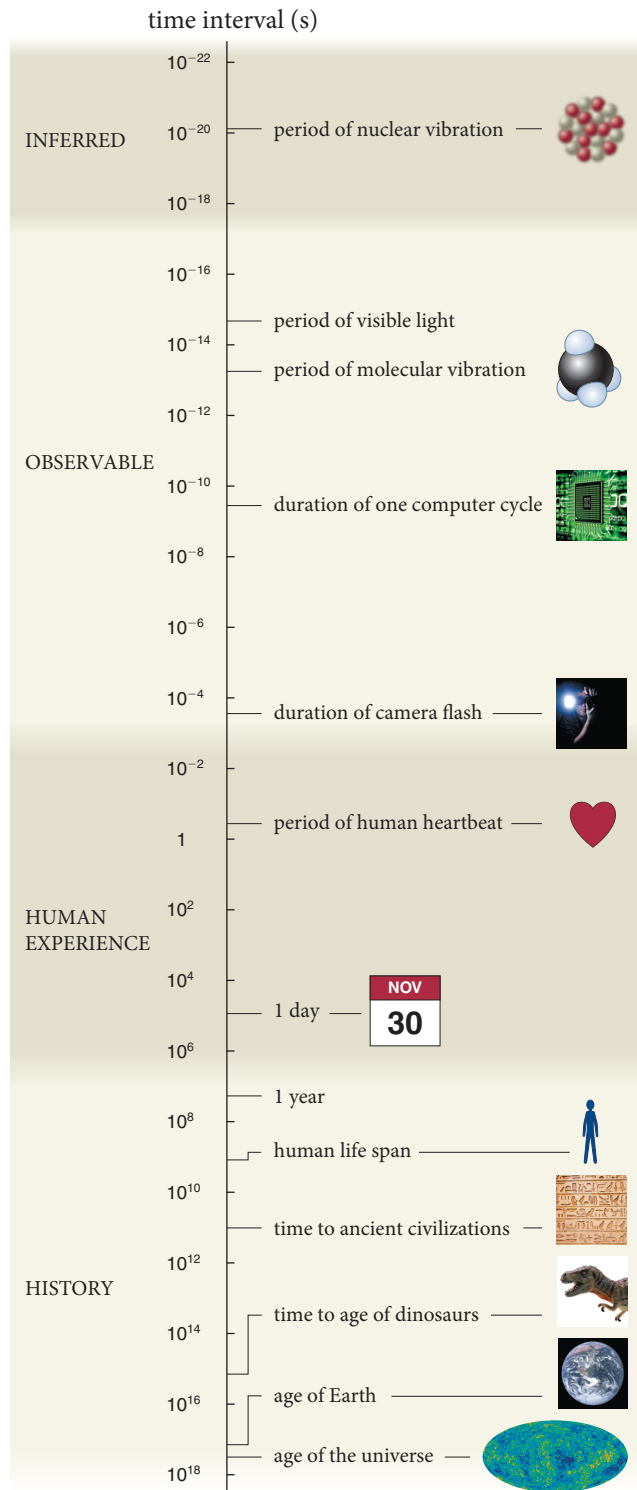 time interval (s)
10⁻²²
INFERRED
10⁻²⁰
period of nuclear vibration
10⁻¹⁸
10⁻¹⁶
period of visible light
10⁻¹⁴
period of molecular vibration
10⁻¹²
OBSERVABLE
10⁻¹⁰
duration of one computer cycle
10⁻⁸
10⁻⁶
10⁻⁴
duration of camera flash
10⁻²
period of human heartbeat
1
10²
HUMAN
EXPERIENCE
10⁴
1 day
NOV
30
10⁶
1 year
10⁸
human life span
10¹⁰
time to ancient civilizations
10¹²
HISTORY
time to age of dinosaurs
10¹⁴
age of Earth
10¹⁶
age of the universe
10¹⁸